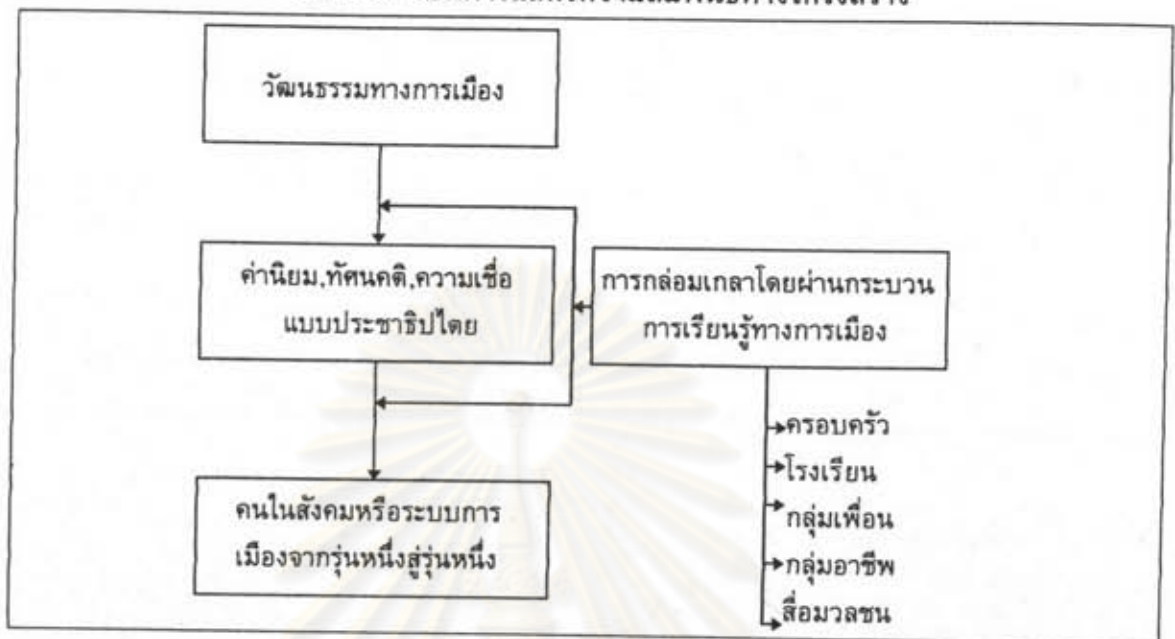 วัฒนธรรมทางการเมือง
ค่านิยม,ทัศนคติ,ความเชื่อ
แบบประชาธิปไตย
การกล่อมเกลาโดยผ่านกระบวน
การเรียนรู้ทางการเมือง
คนในสังคมหรือระบบการ
เมืองจากรุ่นหนึ่งสู่รุ่นหนึ่ง
ครอบครัว
โรงเรียน
กลุ่มเพื่อน
กลุ่มอาชีพ
สื่อมวลชน